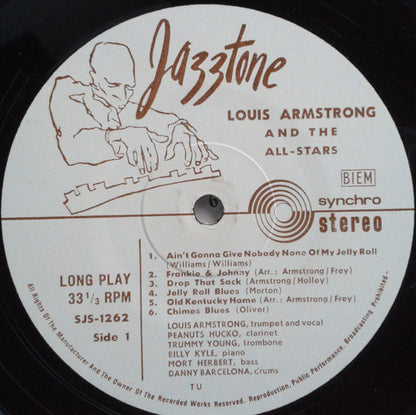 Jazztone
LOUIS ARMSTRONG
AND THE
ALL-STARS
BIEM
synchro
stereo
LONG PLAY
33 1/3 RPM
SJS-1262
Side 1
1. Ain't Gonna Give Nobody None Of My Jelly Roll
(Williams/Williams)
2. Frankie & Johnny (Arr.: Armstrong/Frey)
3. Drop That Sack (Armstrong/Holley)
4. Jelly Roll Blues (Morton)
5. Old Kentucky Home (Arr.: Armstrong/Frey)
6. Chimes Blues (Oliver)
LOUIS ARMSTRONG, trumpet and vocal
PEANUTS HUCKO, clarinet
TRUMMY YOUNG, trombone
BILLY KYLE, piano
MORT HERBERT, bass
DANNY BARCELONA, drums
TU
All Rights Of The Manufacturer And The Owner Of The Recorded Works Reserved. Reproduction, Public Performance, Broadcasting Prohibited.
6